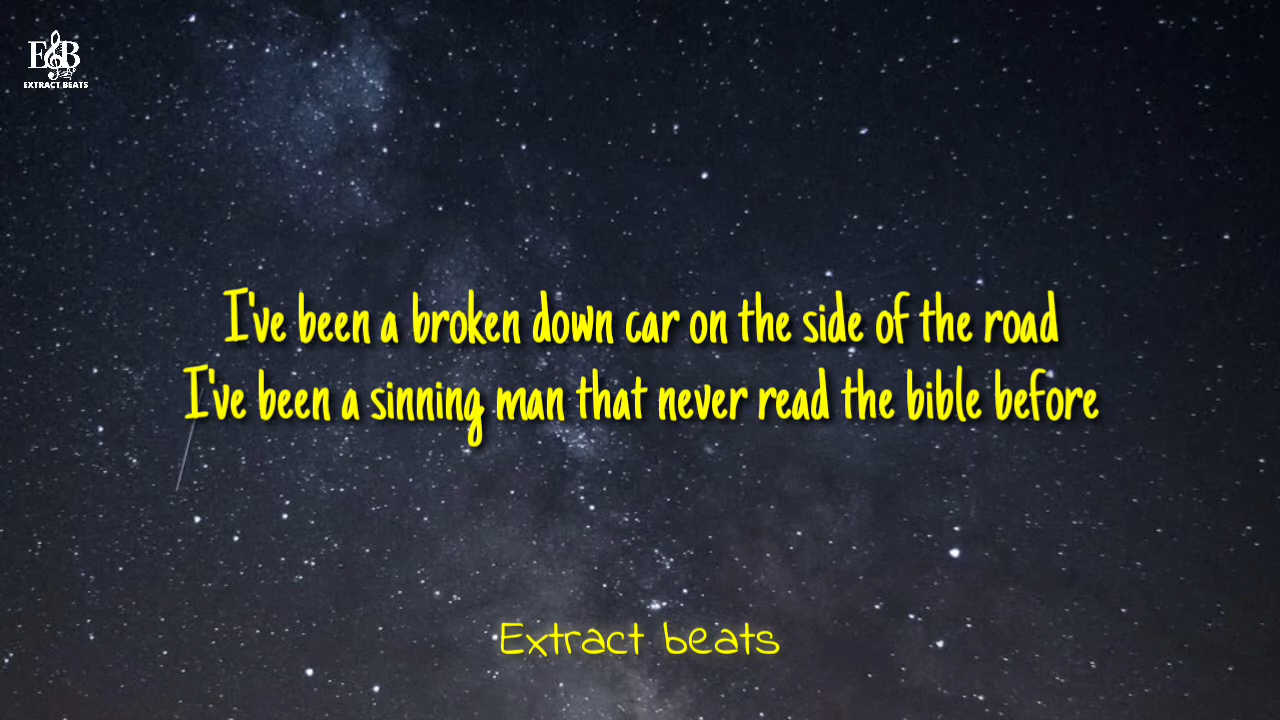 E&B
EXTRACT BEATS
I've been a broken down car on the side of the road
I've been a sinning man that never read the bible before
Extract beats